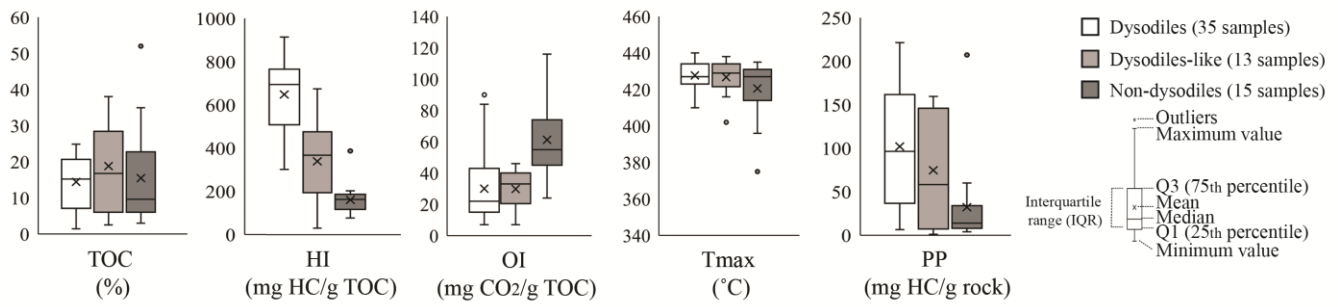 60
50
40
30
20
10
0
TOC
(%)
1000
800
600
400
200
0
HI
(mg HC/g TOC)
140
120
100
80
60
40
20
0
OI
(mg CO2/g TOC)
460
440
420
400
380
360
340
Tmax
(˚C)
250
200
150
100
50
0
PP
(mg HC/g rock)
Dysodiles (35 samples)
Dysodiles-like (13 samples)
Non-dysodiles (15 samples)
Outliers
Maximum value
Q3 (75th percentile)
Interquartile
range (IQR)
Mean
Median
Q1 (25th percentile)
Minimum value